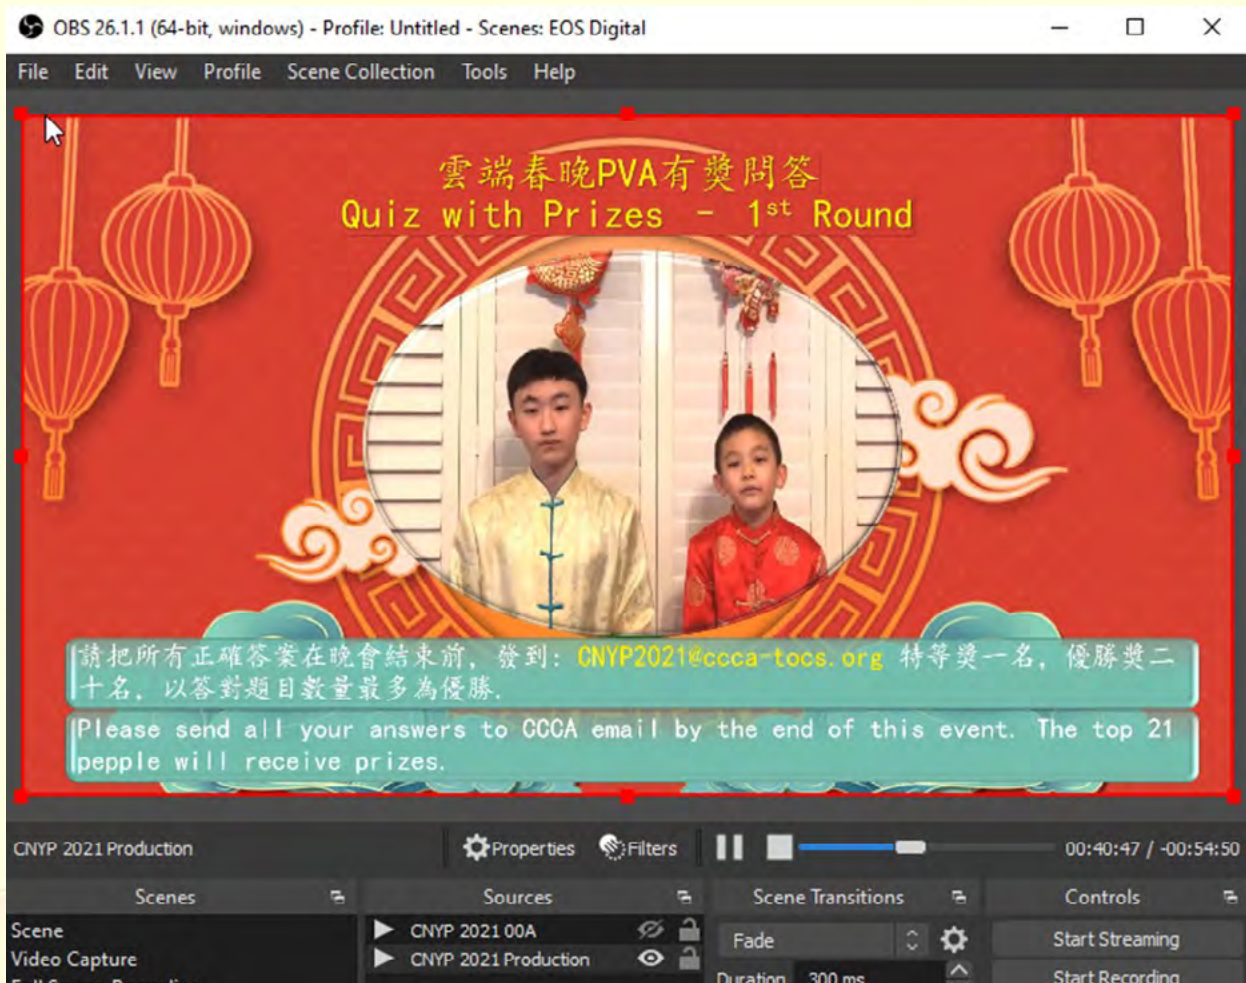 OBS 26.1.1 (64-bit, windows) - Profile: Untitled - Scenes: EOS Digital
File Edit View Profile Scene Collection Tools Help
雲端春晚PVA有獎問答
Quiz with Prizes - 1st Round
請把所有正確答案在晚會結束前, 發到: CNYP2021@ccca-tocs.org 特等獎一名, 優勝獎二
十名, 以答對題目數量最多為優勝.
Please send all your answers to CCCA email by the end of this event. The top 21
pepple will receive prizes.
CNYP 2021 Production Properties Filters 00:40:47 / -00:54:50
Scenes Sources Scene Transitions Controls
Scene CNYP 2021 00A Fade Start Streaming
Video Capture CNYP 2021 Production
Duration 300 ms Start Recording